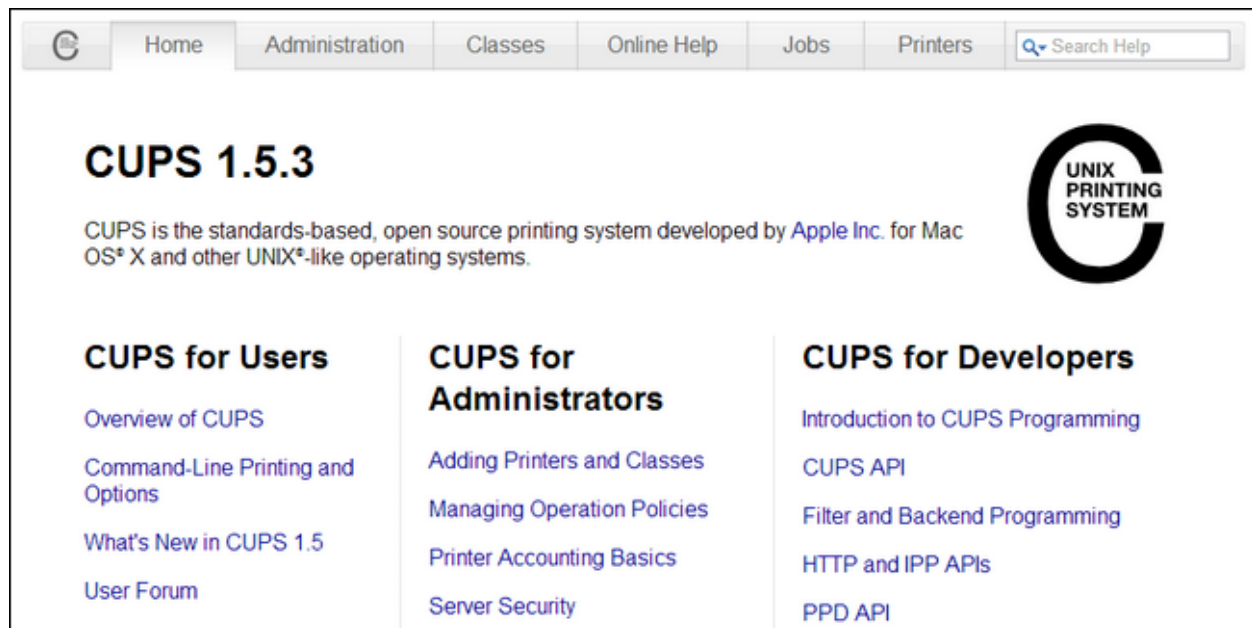 Home Administration Classes Online Help Jobs Printers Search Help
CUPS 1.5.3
UNIX
PRINTING
SYSTEM
CUPS is the standards-based, open source printing system developed by Apple Inc. for Mac
OS® X and other UNIX®-like operating systems.
CUPS for Users
Overview of CUPS
Command-Line Printing and
Options
What's New in CUPS 1.5
User Forum
CUPS for
Administrators
Adding Printers and Classes
Managing Operation Policies
Printer Accounting Basics
Server Security
CUPS for Developers
Introduction to CUPS Programming
CUPS API
Filter and Backend Programming
HTTP and IPP APIs
PPD API